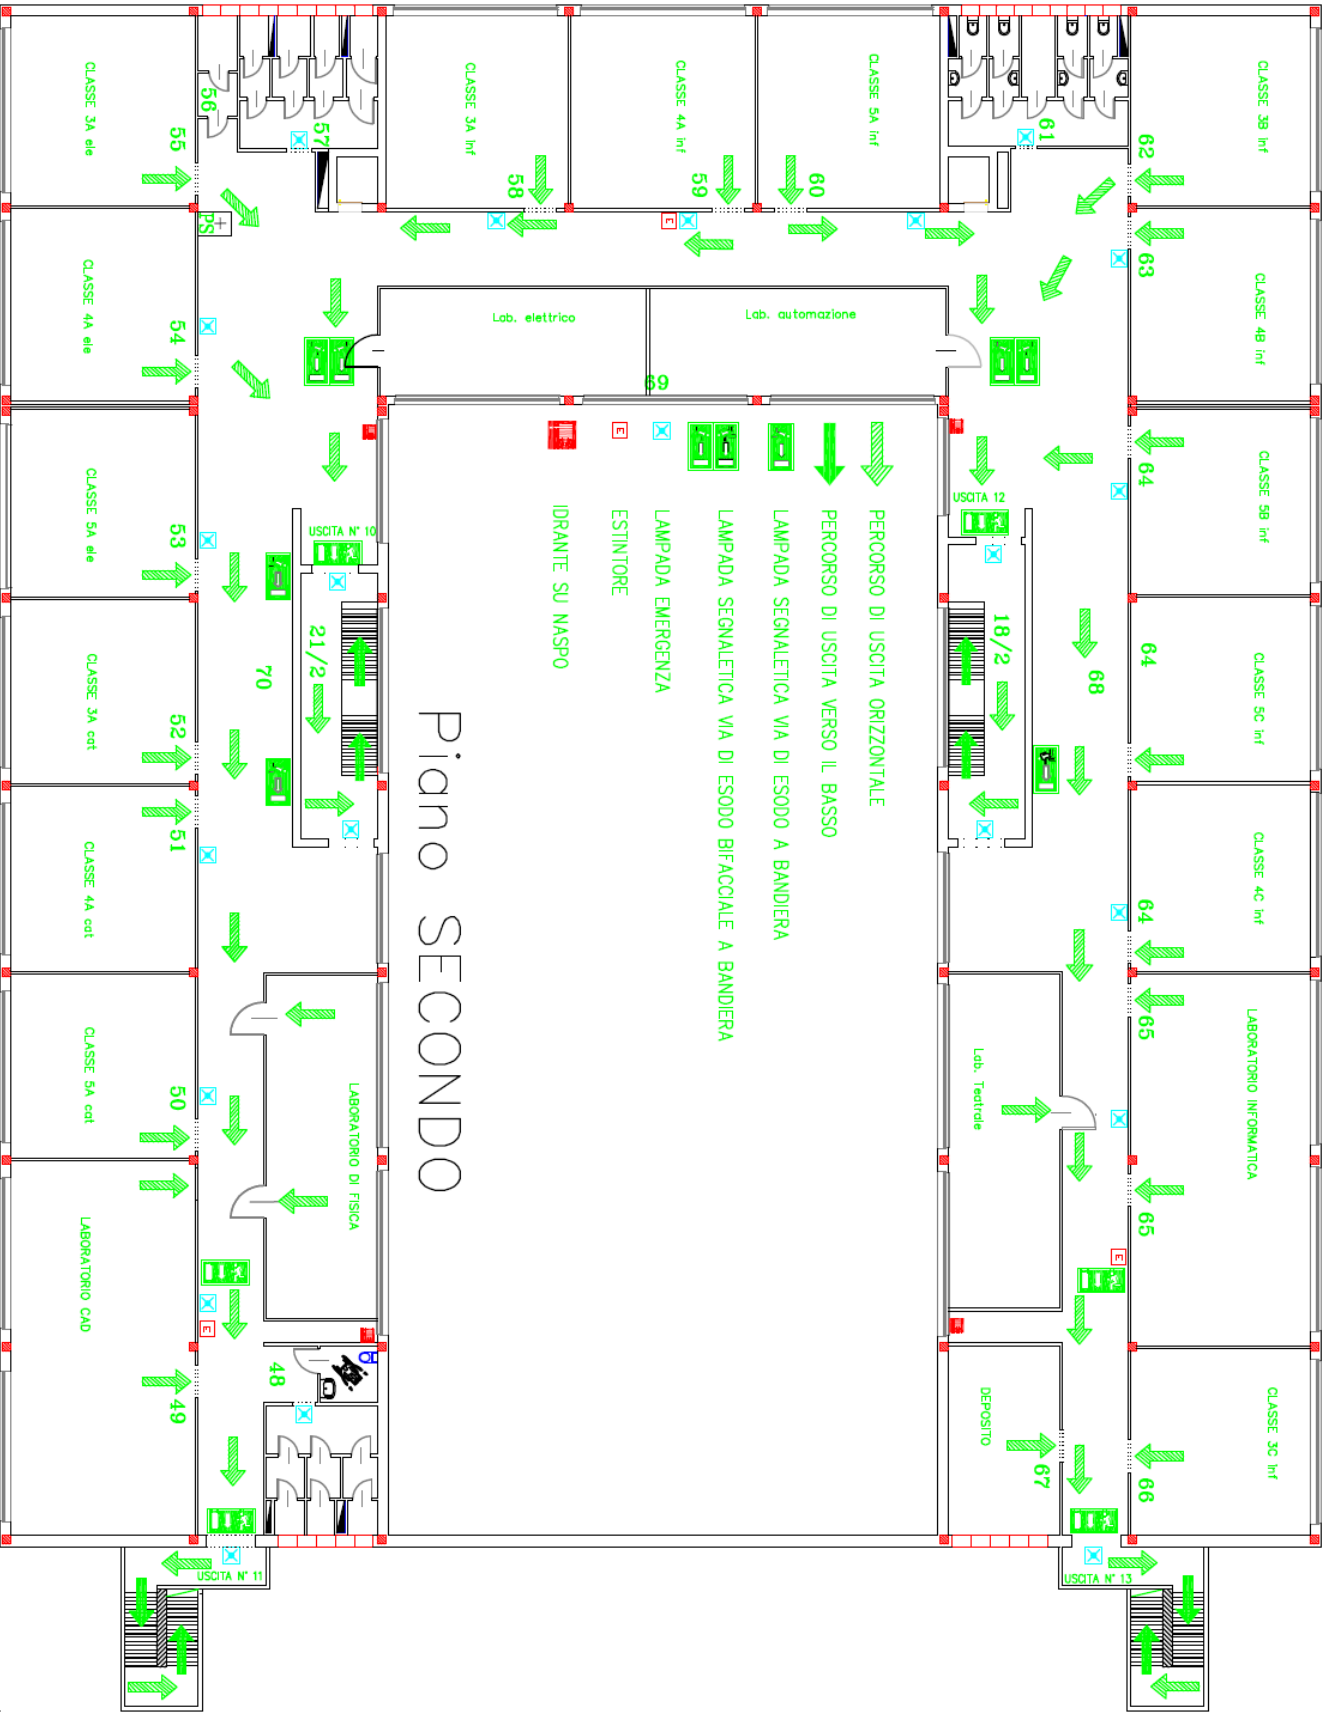 CLASSE 3A ele
55
56
57
CLASSE 3A inf
58
CLASSE 4A inf
59
CLASSE 5A inf
60
61
62
CLASSE 3B inf
PS
E
63
CLASSE 4B inf
CLASSE 4A ele
54
Lab. elettrico
Lab. automazione
69
CLASSE 5A ele
53
USCITA N° 10
USCITA 12
64
CLASSE 5B inf
PERCORSO DI USCITA ORIZZONTALE
PERCORSO DI USCITA VERSO IL BASSO
LAMPADA SEGNALETICA VIA DI ESODO A BANDIERA
LAMPADA SEGNALETICA VIA DI ESODO BIFACCIALE A BANDIERA
LAMPADA EMERGENZA
E
ESTINTORE
IDRANTE SU NASPO
Piano SECONDO
CLASSE 3A cat
52
70
21/2
18/2
68
64
CLASSE 5C inf
CLASSE 4A cat
51
64
CLASSE 4C inf
CLASSE 5A cat
50
LABORATORIO DI FISICA
Lab. Teatrale
65
LABORATORIO INFORMATICA
65
E
LABORATORIO CAD
E
49
48
DEPOSITO
67
66
CLASSE 3C inf
USCITA N° 11
USCITA N° 13